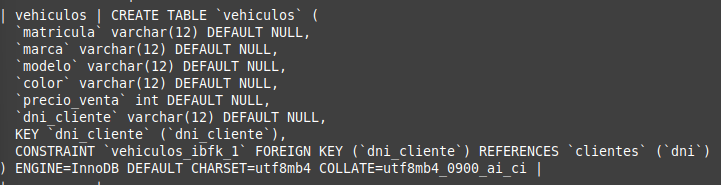 | vehiculos | CREATE TABLE `vehiculos` (
  `matricula` varchar(12) DEFAULT NULL,
  `marca` varchar(12) DEFAULT NULL,
  `modelo` varchar(12) DEFAULT NULL,
  `color` varchar(12) DEFAULT NULL,
  `precio_venta` int DEFAULT NULL,
  `dni_cliente` varchar(12) DEFAULT NULL,
  KEY `dni_cliente` (`dni_cliente`),
  CONSTRAINT `vehiculos_ibfk_1` FOREIGN KEY (`dni_cliente`) REFERENCES `clientes` (`dni`)
) ENGINE=InnoDB DEFAULT CHARSET=utf8mb4 COLLATE=utf8mb4_0900_ai_ci |